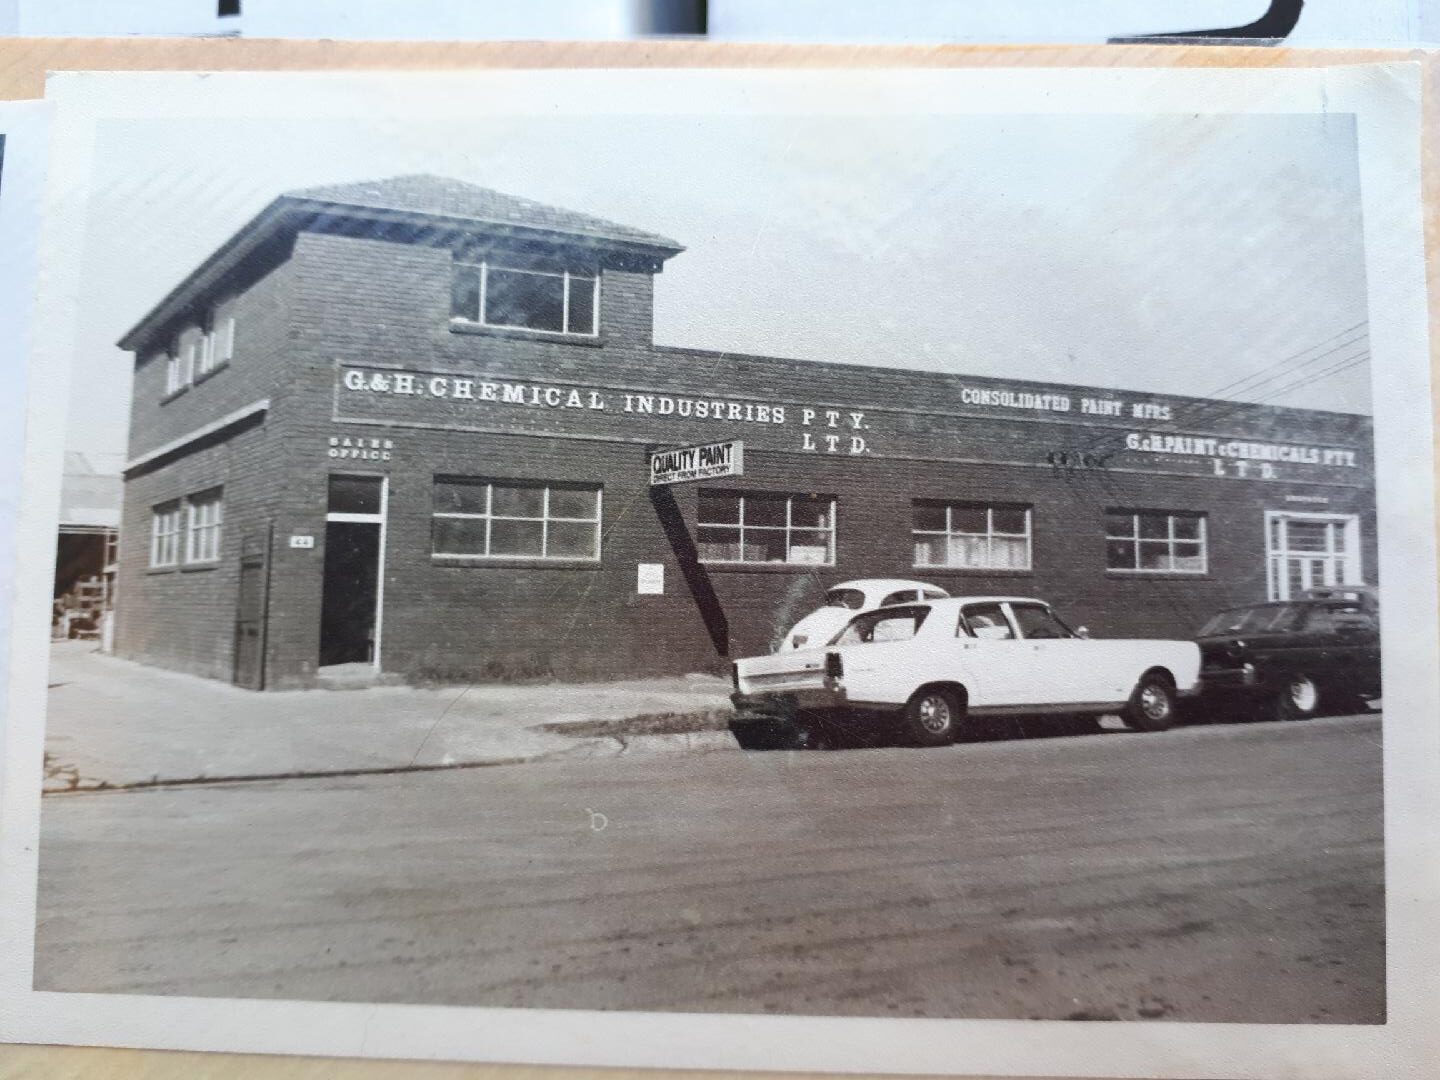 G.&H. CHEMICAL INDUSTRIES PTY.
LTD.
CONSOLIDATED PAINT MFRS
G.&H. PAINT & CHEMICALS PTY.
LTD.
SALES
OFFICE
QUALITY PAINT
DIRECT FROM FACTORY
44